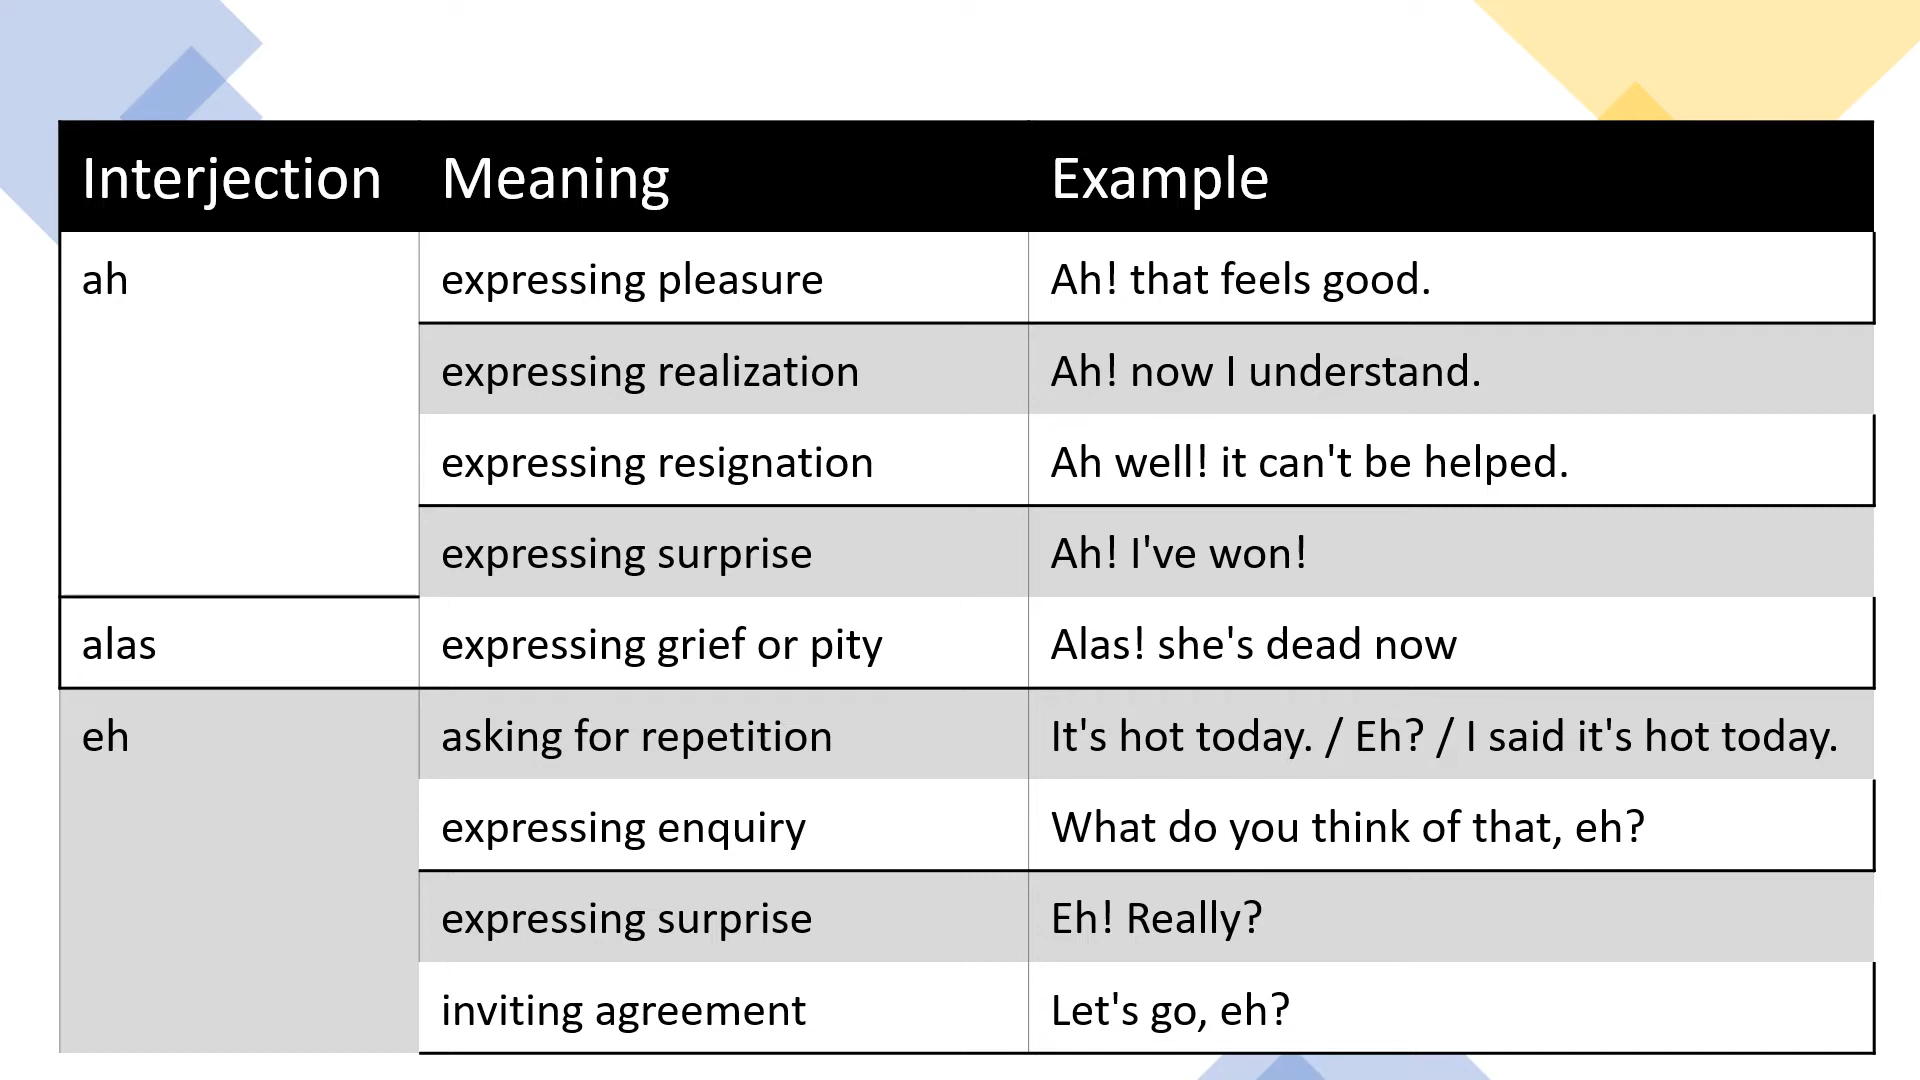 Interjection Meaning Example
ah expressing pleasure Ah! that feels good.
expressing realization Ah! now I understand.
expressing resignation Ah well! it can't be helped.
expressing surprise Ah! I've won!
alas expressing grief or pity Alas! she's dead now
eh asking for repetition It's hot today. / Eh? / I said it's hot today.
expressing enquiry What do you think of that, eh?
expressing surprise Eh! Really?
inviting agreement Let's go, eh?